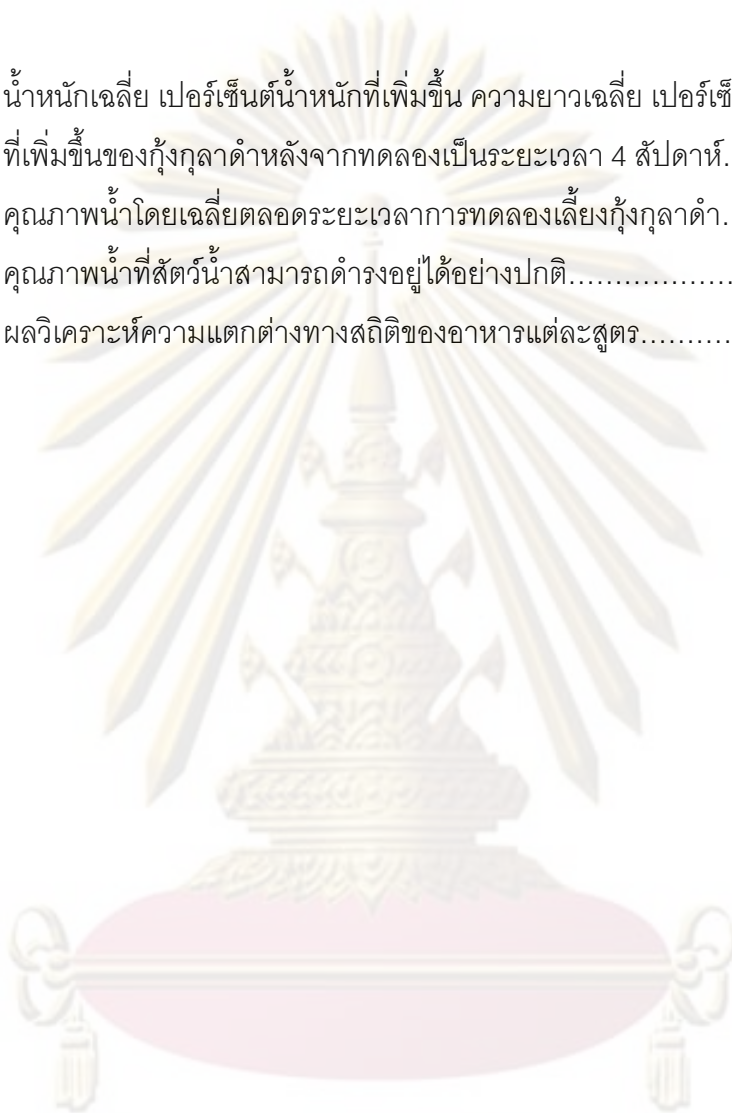 น้ำหนักเฉลี่ย เปอร์เซ็นต์น้ำหนักที่เพิ่มขึ้น ความยาวเฉลี่ย เปอร์เซ็
ที่เพิ่มขึ้นของกุ้งกุลาดำหลังจากทดลองเป็นระยะเวลา 4 สัปดาห์.
คุณภาพน้ำโดยเฉลี่ยตลอดระยะเวลาการทดลองเลี้ยงกุ้งกุลาดำ.
คุณภาพน้ำที่สัตว์น้ำสามารถดำรงอยู่ได้อย่างปกติ..................
ผลวิเคราะห์ความแตกต่างทางสถิติของอาหารแต่ละสูตร..........